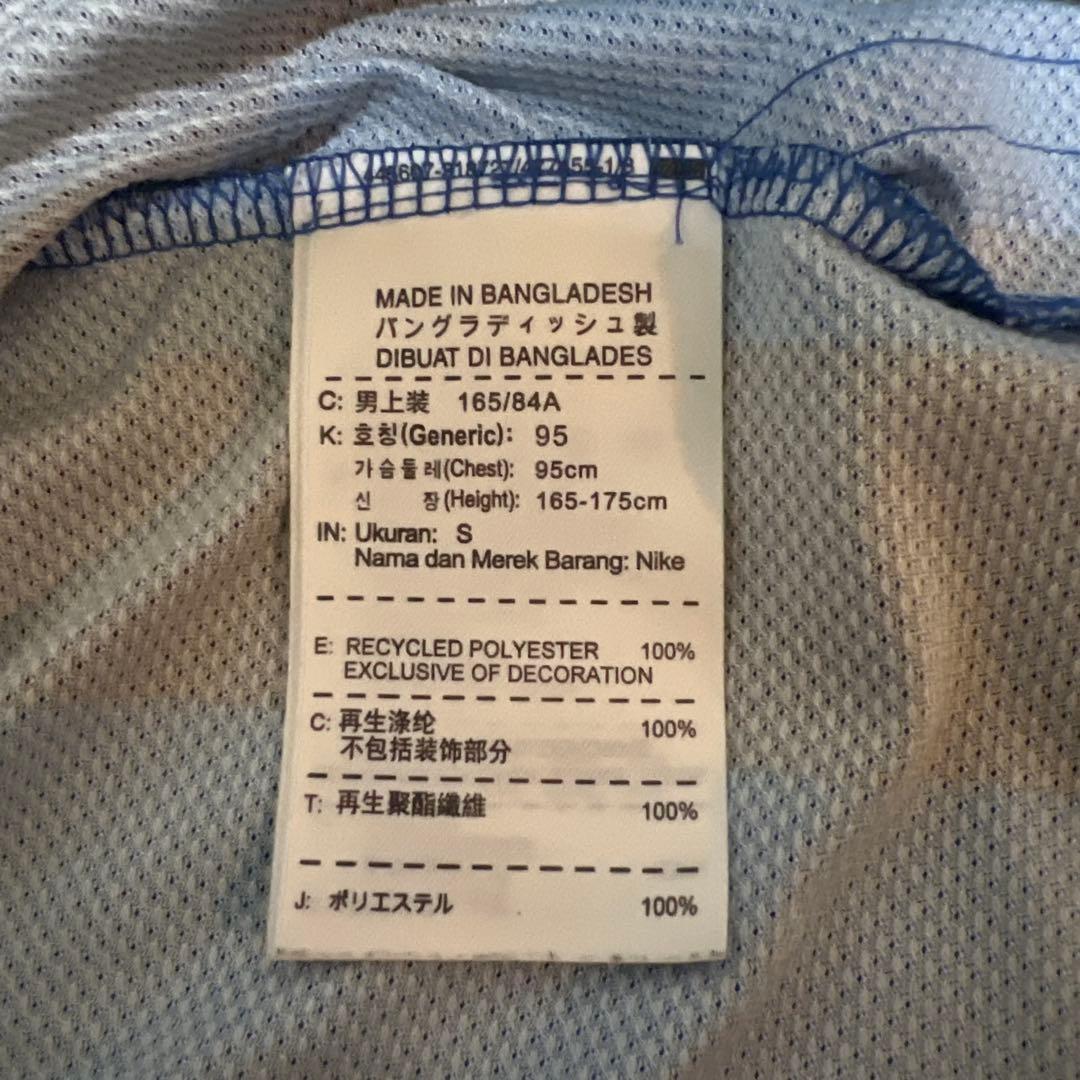 MADE IN BANGLADESH
バングラディッシュ製
DIBUAT DI BANGLADES
C: 男上装 165/84A
K: 호칭(Generic): 95
가슴둘레(Chest): 95cm
신 장(Height): 165-175cm
IN: Ukuran: S
Nama dan Merek Barang: Nike
E: RECYCLED POLYESTER 100%
EXCLUSIVE OF DECORATION
C: 再生涤纶 100%
不包括装饰部分
T: 再生聚酯纖維 100%
J: ポリエステル 100%